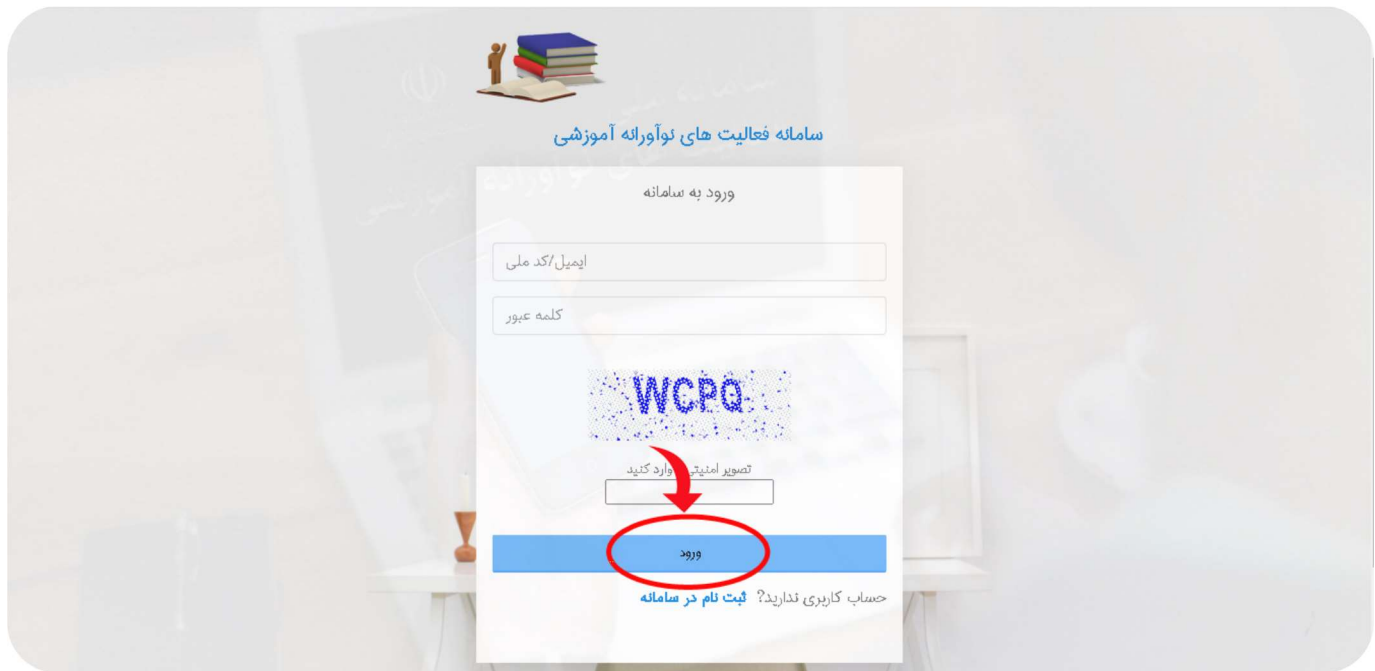 سامانه فعالیت های نوآورانه آموزشی
ورود به سامانه
ایمیل/کد ملی
کلمه عبور
WCPQ
تصویر امنیتی وارد کنید
ورود
حساب کاربری ندارید؟ ثبت نام در سامانه